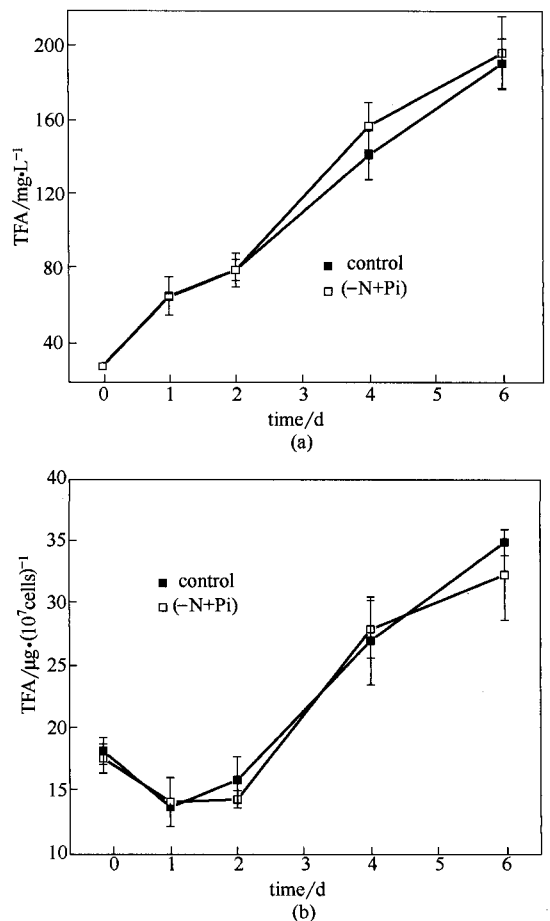 200
160
120
80
40
TFA/mg·L⁻¹
control
(−N+Pi)
0 1 2 3 4 5 6
time/d
(a)
40
35
30
25
20
15
10
TFA/μg·(10⁷cells)⁻¹
control
(−N+Pi)
0 1 2 3 4 5 6
time/d
(b)